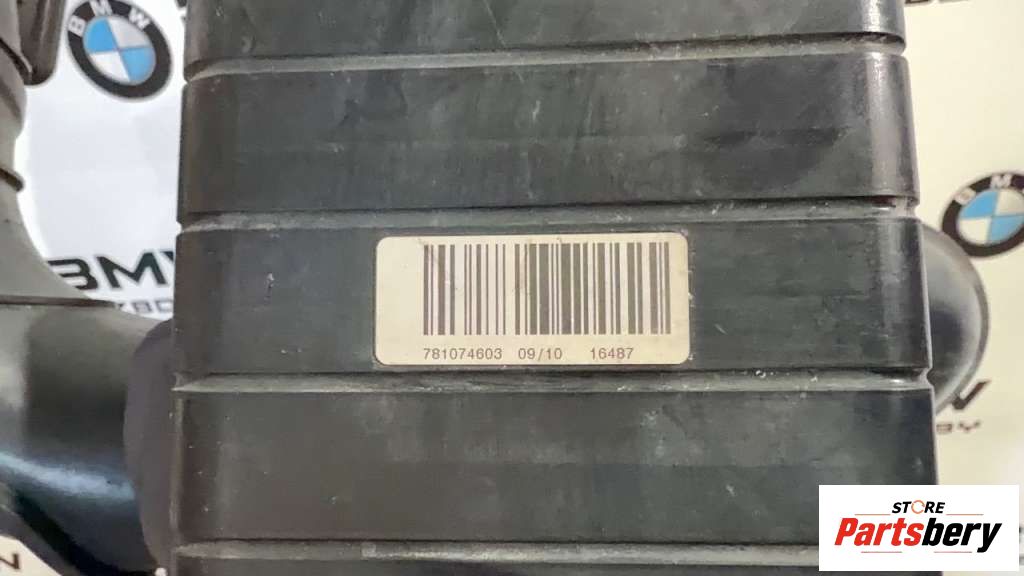 BMW
BMW
781074603 09/10 16487
STORE
Partsbery